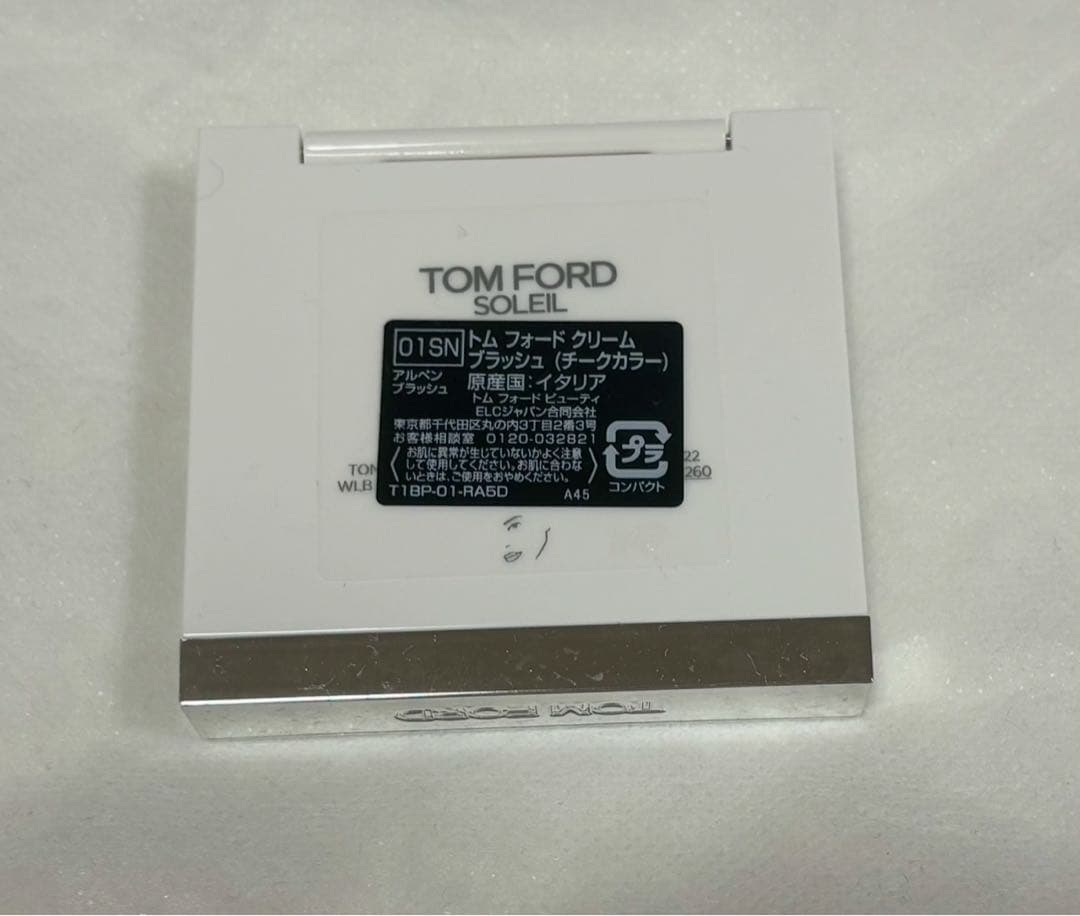 TOM FORD
SOLEIL
01SN トム フォード クリーム
ブラッシュ (チークカラー)
アルペン
ブラッシュ
原産国:イタリア
トム フォード ビューティ
ELCジャパン合同会社
東京都千代田区丸の内3丁目2番3号
お客様相談室 0120-032821
お肌に異常が生じていないかよく注意
して使用してください。お肌に合わな
いときは、ご使用をおやめください。
T1BP-01-RA5D A45
プラ
コンパクト
WLB
TOM FORD